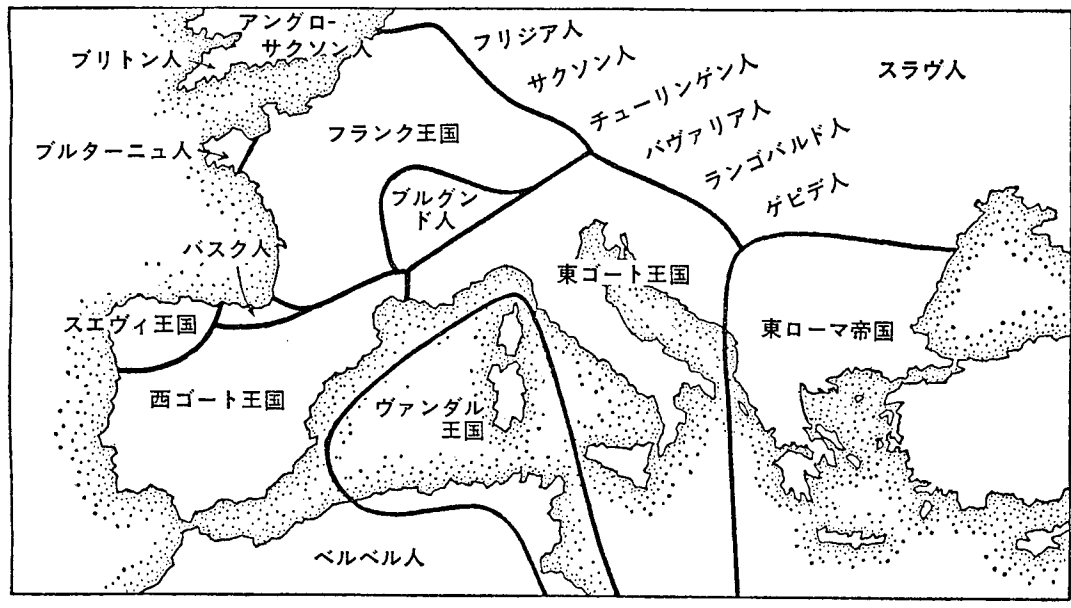 アングロ-
サクソン人
ブリトン人
フリジア人
サクソン人
チューリンゲン人
バヴァリア人
ランゴバルド人
ゲピデ人
スラヴ人
フランク王国
ブルターニュ人
ブルグン
ド人
バスク人
スエヴィ王国
東ゴート王国
東ローマ帝国
西ゴート王国
ヴァンダル
王国
ベルベル人